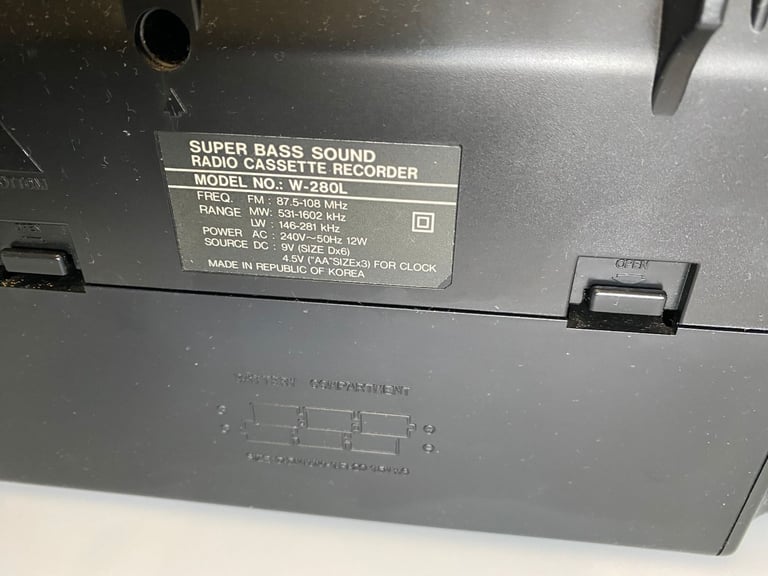 SUPER BASS SOUND
RADIO CASSETTE RECORDER
MODEL NO.: W-280L
FREQ. FM : 87.5-108 MHz
RANGE MW: 531-1602 kHz
LW : 146-281 kHz
POWER AC : 240V~50Hz 12W
SOURCE DC : 9V (SIZE Dx6)
4.5V ("AA"SIZEx3) FOR CLOCK
MADE IN REPUBLIC OF KOREA
OPEN
OPEN
BATTERY COMPARTMENT